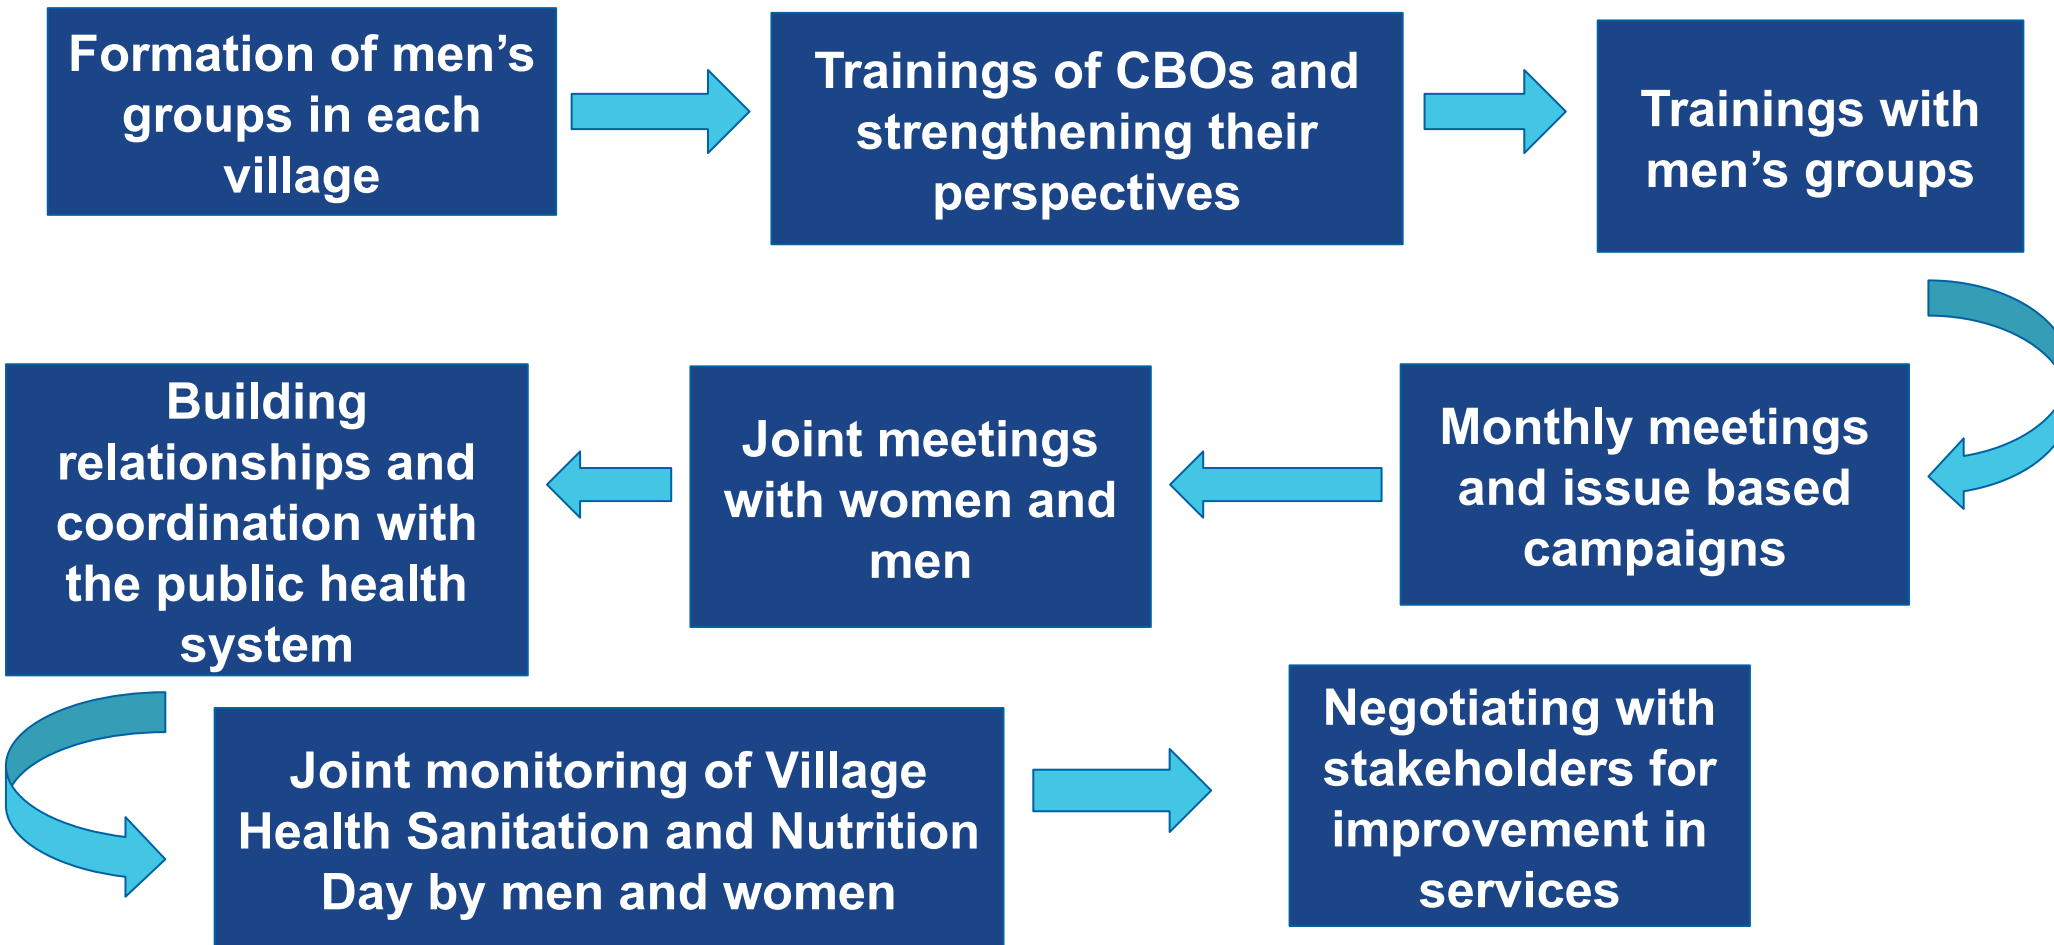 Formation of men’s
groups in each
village
Trainings of CBOs and
strengthening their
perspectives
Trainings with
men’s groups
Monthly meetings
and issue based
campaigns
Joint meetings
with women and
men
Building
relationships and
coordination with
the public health
system
Joint monitoring of Village
Health Sanitation and Nutrition
Day by men and women
Negotiating with
stakeholders for
improvement in
services